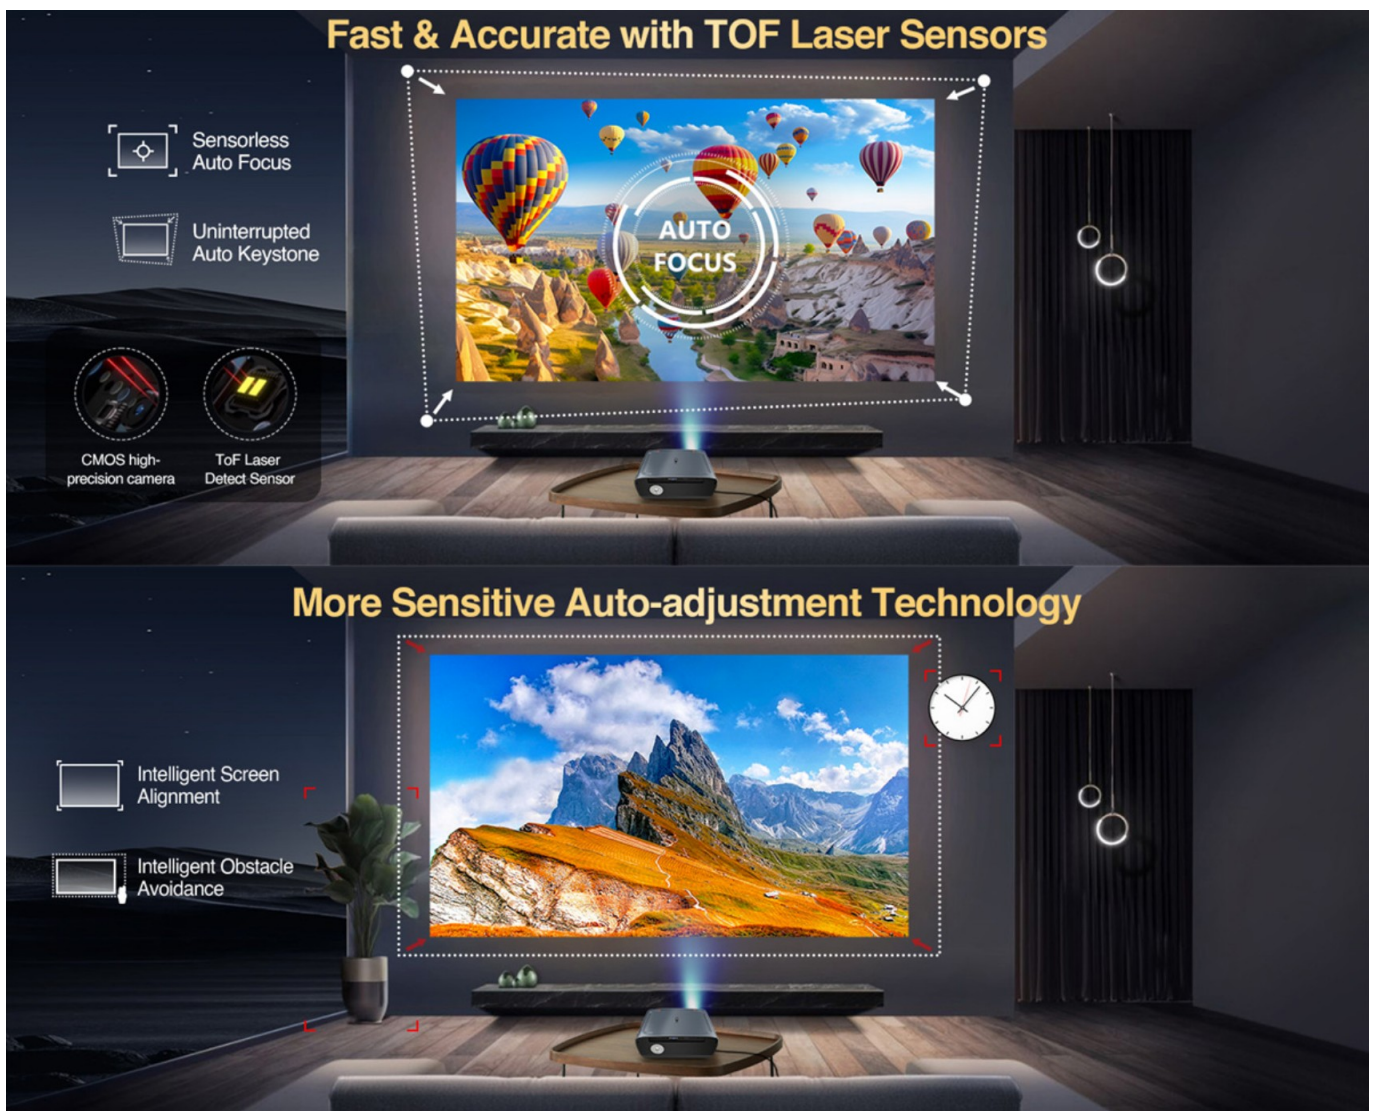 Fast & Accurate with TOF Laser Sensors
Sensorless
Auto Focus
Uninterrupted
Auto Keystone
AUTO
FOCUS
CMOS high-
precision camera
ToF Laser
Detect Sensor
More Sensitive Auto-adjustment Technology
Intelligent Screen
Alignment
Intelligent Obstacle
Avoidance